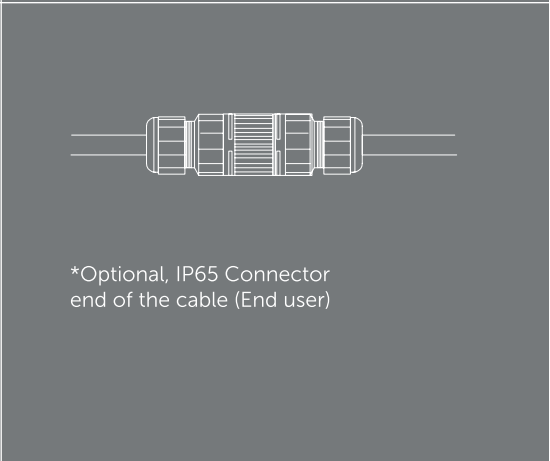 *Optional, IP65 Connector
end of the cable (End user)